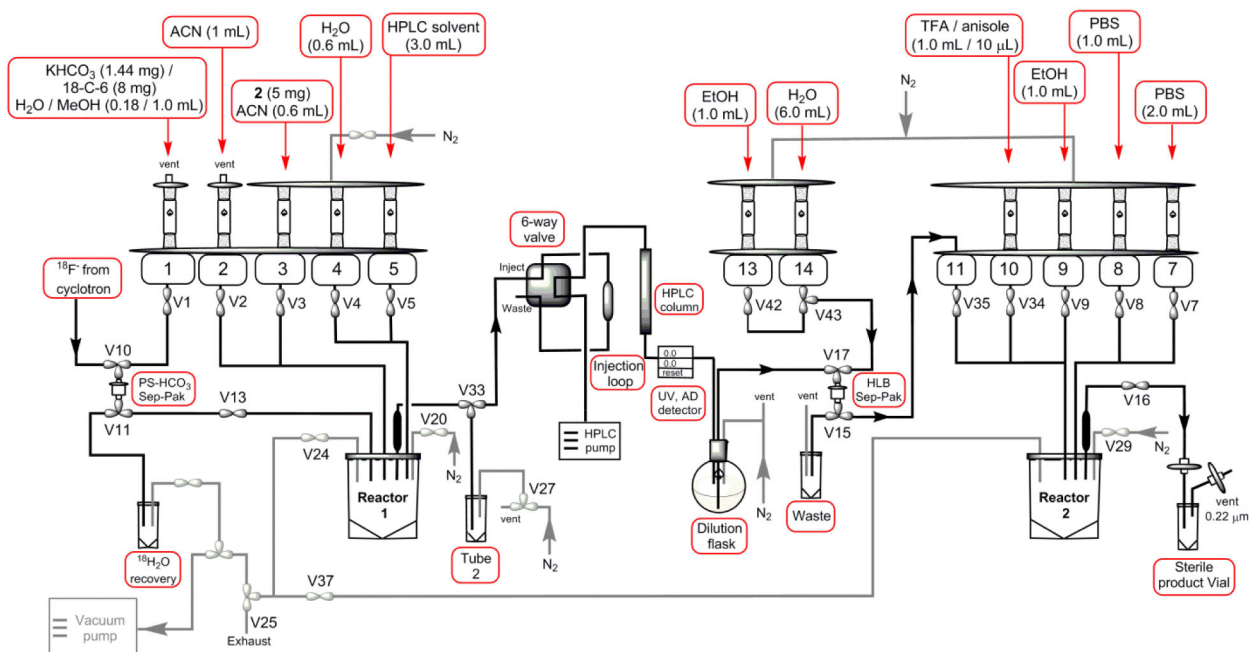 KHCO₃ (1.44 mg) /
18-C-6 (8 mg)
H₂O / MeOH (0.18 / 1.0 mL)
ACN (1 mL)
2 (5 mg)
ACN (0.6 mL)
H₂O
(0.6 mL)
HPLC solvent
(3.0 mL)
N₂
vent
vent
1
2
3
4
5
V1
V2
V3
V4
V5
¹⁸F⁻ from
cyclotron
V10
PS-HCO₃
Sep-Pak
V11
V13
V24
V20
N₂
Reactor
1
¹⁸H₂O
recovery
Vacuum
pump
V25
Exhaust
V37
V33
Tube
2
V27
vent
N₂
6-way
valve
Inject
Waste
Injection
loop
HPLC
pump
HPLC
column
0.0
0.0
reset
UV, AD
detector
Dilution
flask
vent
N₂
EtOH
(1.0 mL)
H₂O
(6.0 mL)
N₂
13
14
V42
V43
V17
HLB
Sep-Pak
V15
vent
Waste
TFA / anisole
(1.0 mL / 10 μL)
EtOH
(1.0 mL)
PBS
(1.0 mL)
PBS
(2.0 mL)
11
10
9
8
7
V35
V34
V9
V8
V7
V16
V29
N₂
Reactor
2
vent
0.22 μm
Sterile
product Vial